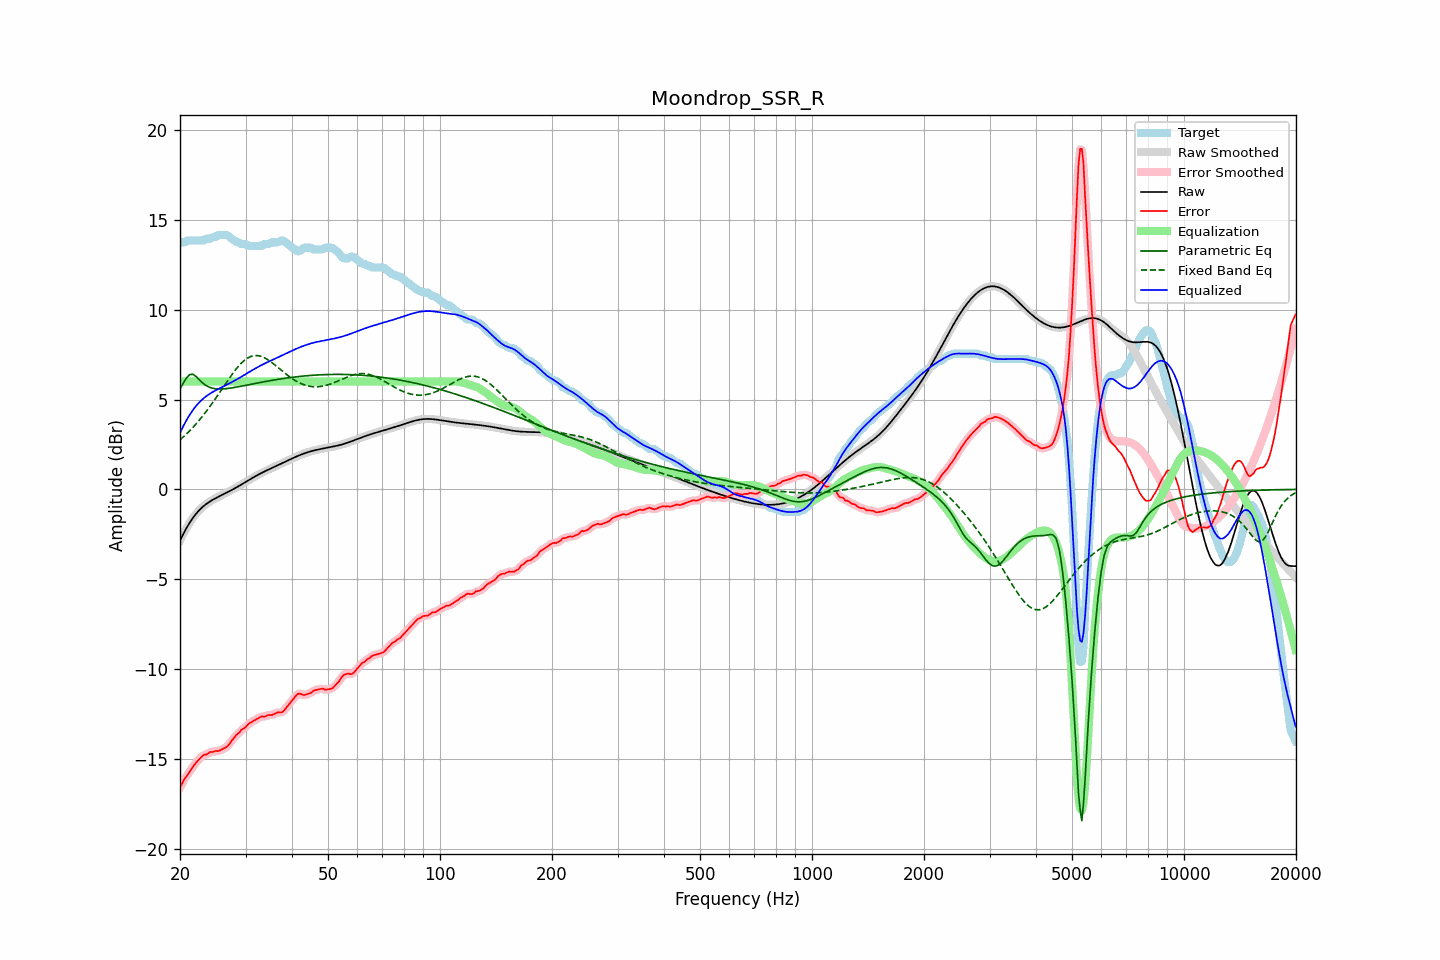 Moondrop_SSR_R
Amplitude (dBr)
20
15
10
5
0
−5
−10
−15
−20
Target
Raw Smoothed
Error Smoothed
Raw
Error
Equalization
Parametric Eq
Fixed Band Eq
Equalized
20 50 100 200 500 1000 2000 5000 10000 20000
Frequency (Hz)